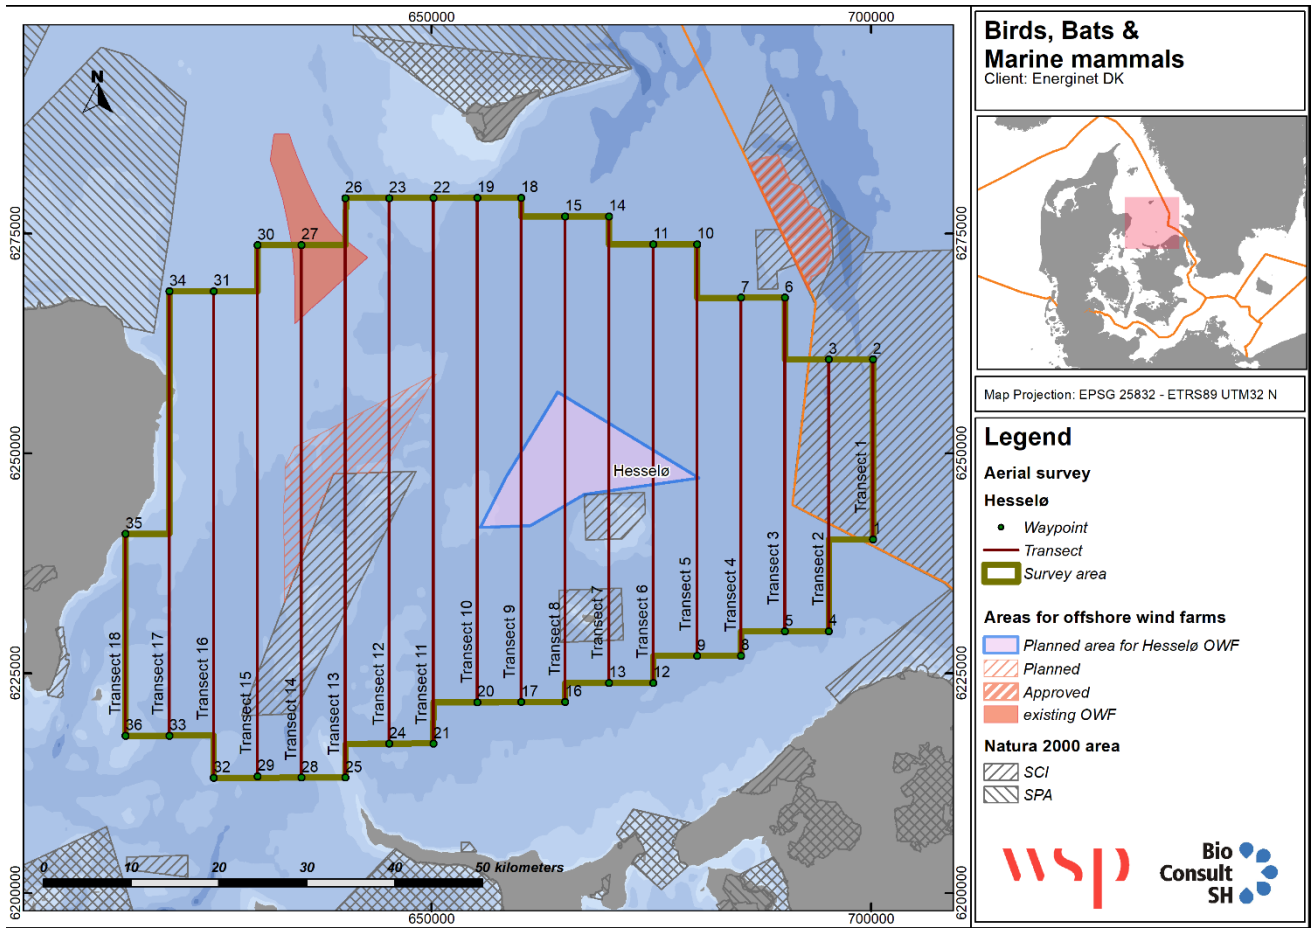 650000
700000
N
6275000
6275000
26
23
22
19
18
15
14
30
27
11
10
34
31
7
6
3
2
6250000
6250000
Hesselø
Transect 1
35
1
Transect 18
Transect 17
Transect 16
Transect 15
Transect 14
Transect 13
Transect 12
Transect 11
Transect 10
Transect 9
Transect 8
Transect 7
Transect 6
Transect 5
Transect 4
Transect 3
Transect 2
5
4
9
8
6225000
6225000
13
12
20
17
16
36
33
24
21
32
29
28
25
0
10
20
30
40
50 kilometers
6200000
6200000
650000
700000
Birds, Bats &
Marine mammals
Client: Energinet DK
Map Projection: EPSG 25832 - ETRS89 UTM32 N
Legend
Aerial survey
Hesselø
Waypoint
Transect
Survey area
Areas for offshore wind farms
Planned area for Hesselø OWF
Planned
Approved
existing OWF
Natura 2000 area
SCI
SPA
wsp
Bio
Consult
SH